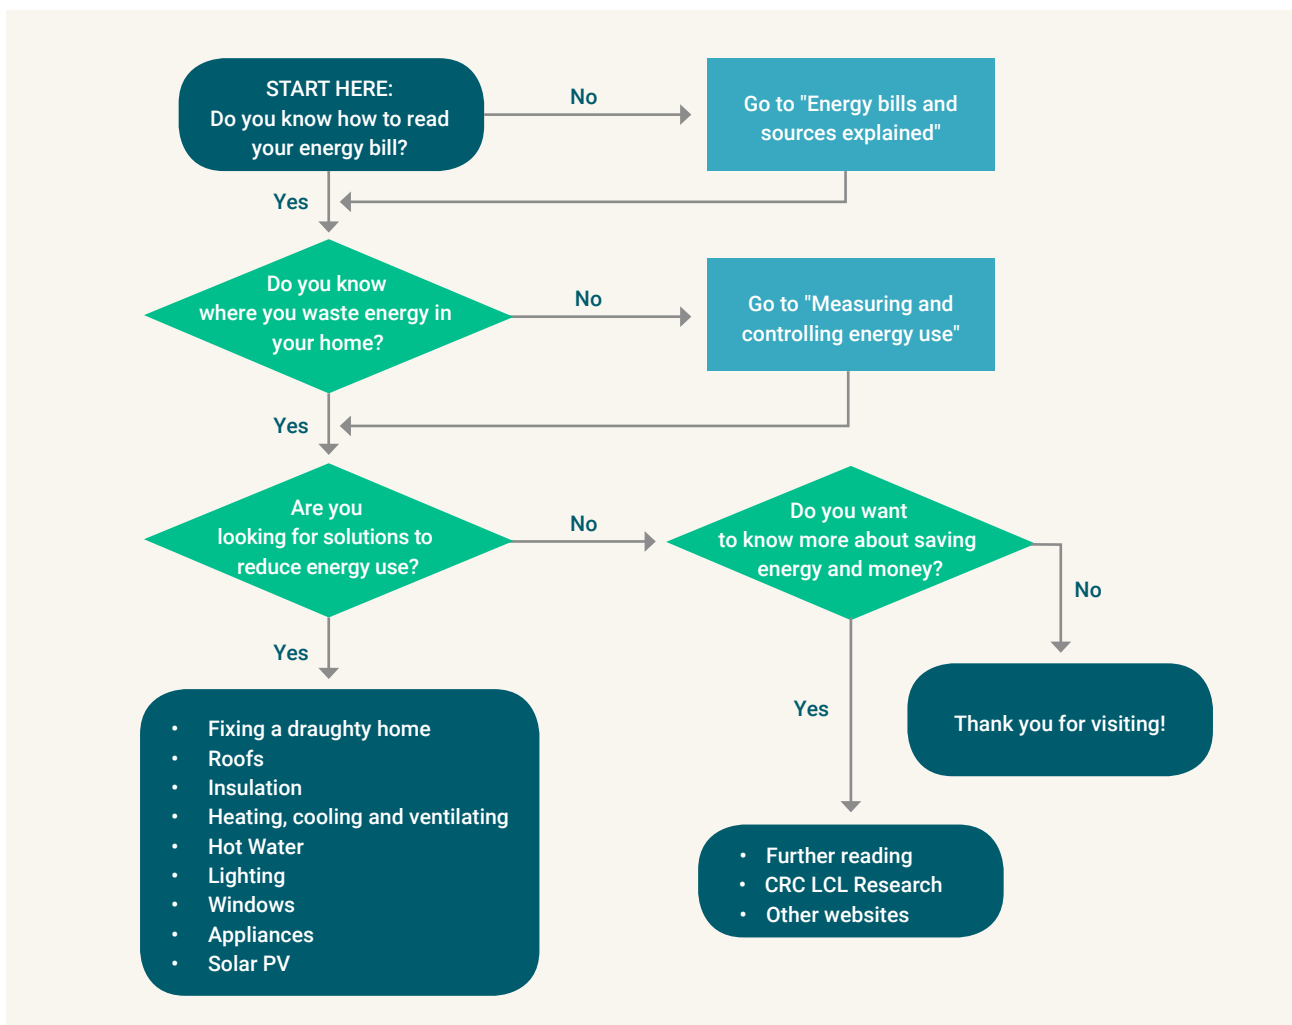 START HERE:
Do you know how to read
your energy bill?
No
Go to "Energy bills and
sources explained"
Yes
Do you know
where you waste energy in
your home?
No
Go to "Measuring and
controlling energy use"
Yes
Are you
looking for solutions to
reduce energy use?
No
Do you want
to know more about saving
energy and money?
No
Thank you for visiting!
Yes
• Fixing a draughty home
• Roofs
• Insulation
• Heating, cooling and ventilating
• Hot Water
• Lighting
• Windows
• Appliances
• Solar PV
Yes
• Further reading
• CRC LCL Research
• Other websites